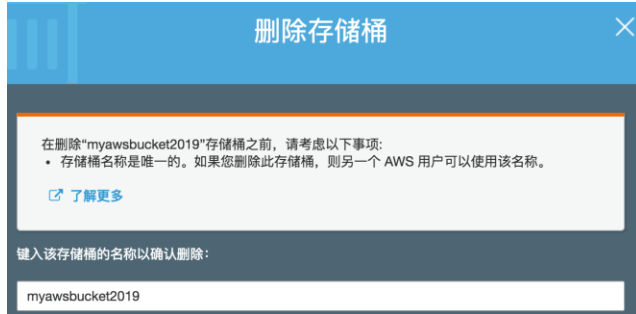 删除存储桶
在删除“myawsbucket2019”存储桶之前，请考虑以下事项:
• 存储桶名称是唯一的。如果您删除此存储桶，则另一个 AWS 用户可以使用该名称。
了解更多
键入该存储桶的名称以确认删除：
myawsbucket2019